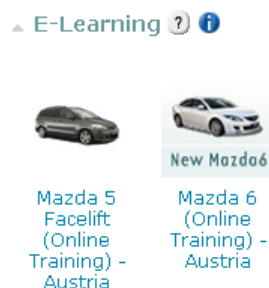 E-Learning ?
New Mazda6
Mazda 5
Facelift
(Online
Training) -
Austria
Mazda 6
(Online
Training) -
Austria